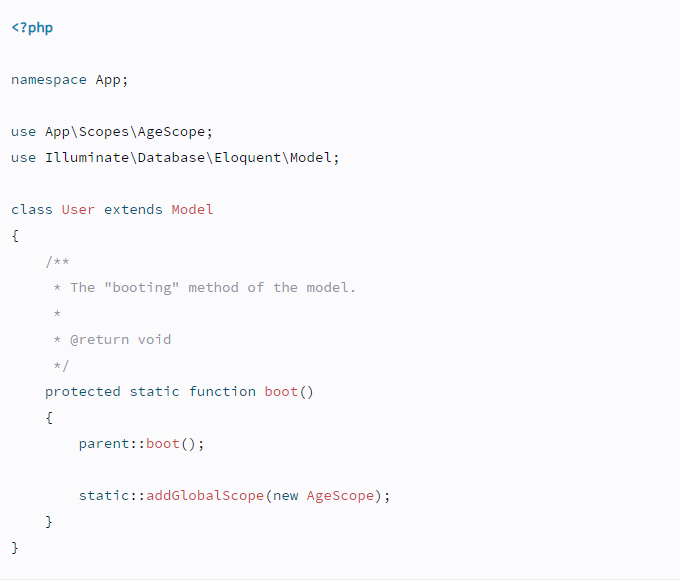 <?php
namespace App;
use App\Scopes\AgeScope;
use Illuminate\Database\Eloquent\Model;
class User extends Model
{
/**
* The "booting" method of the model.
*
* @return void
*/
protected static function boot()
{
parent::boot();
static::addGlobalScope(new AgeScope);
}
}